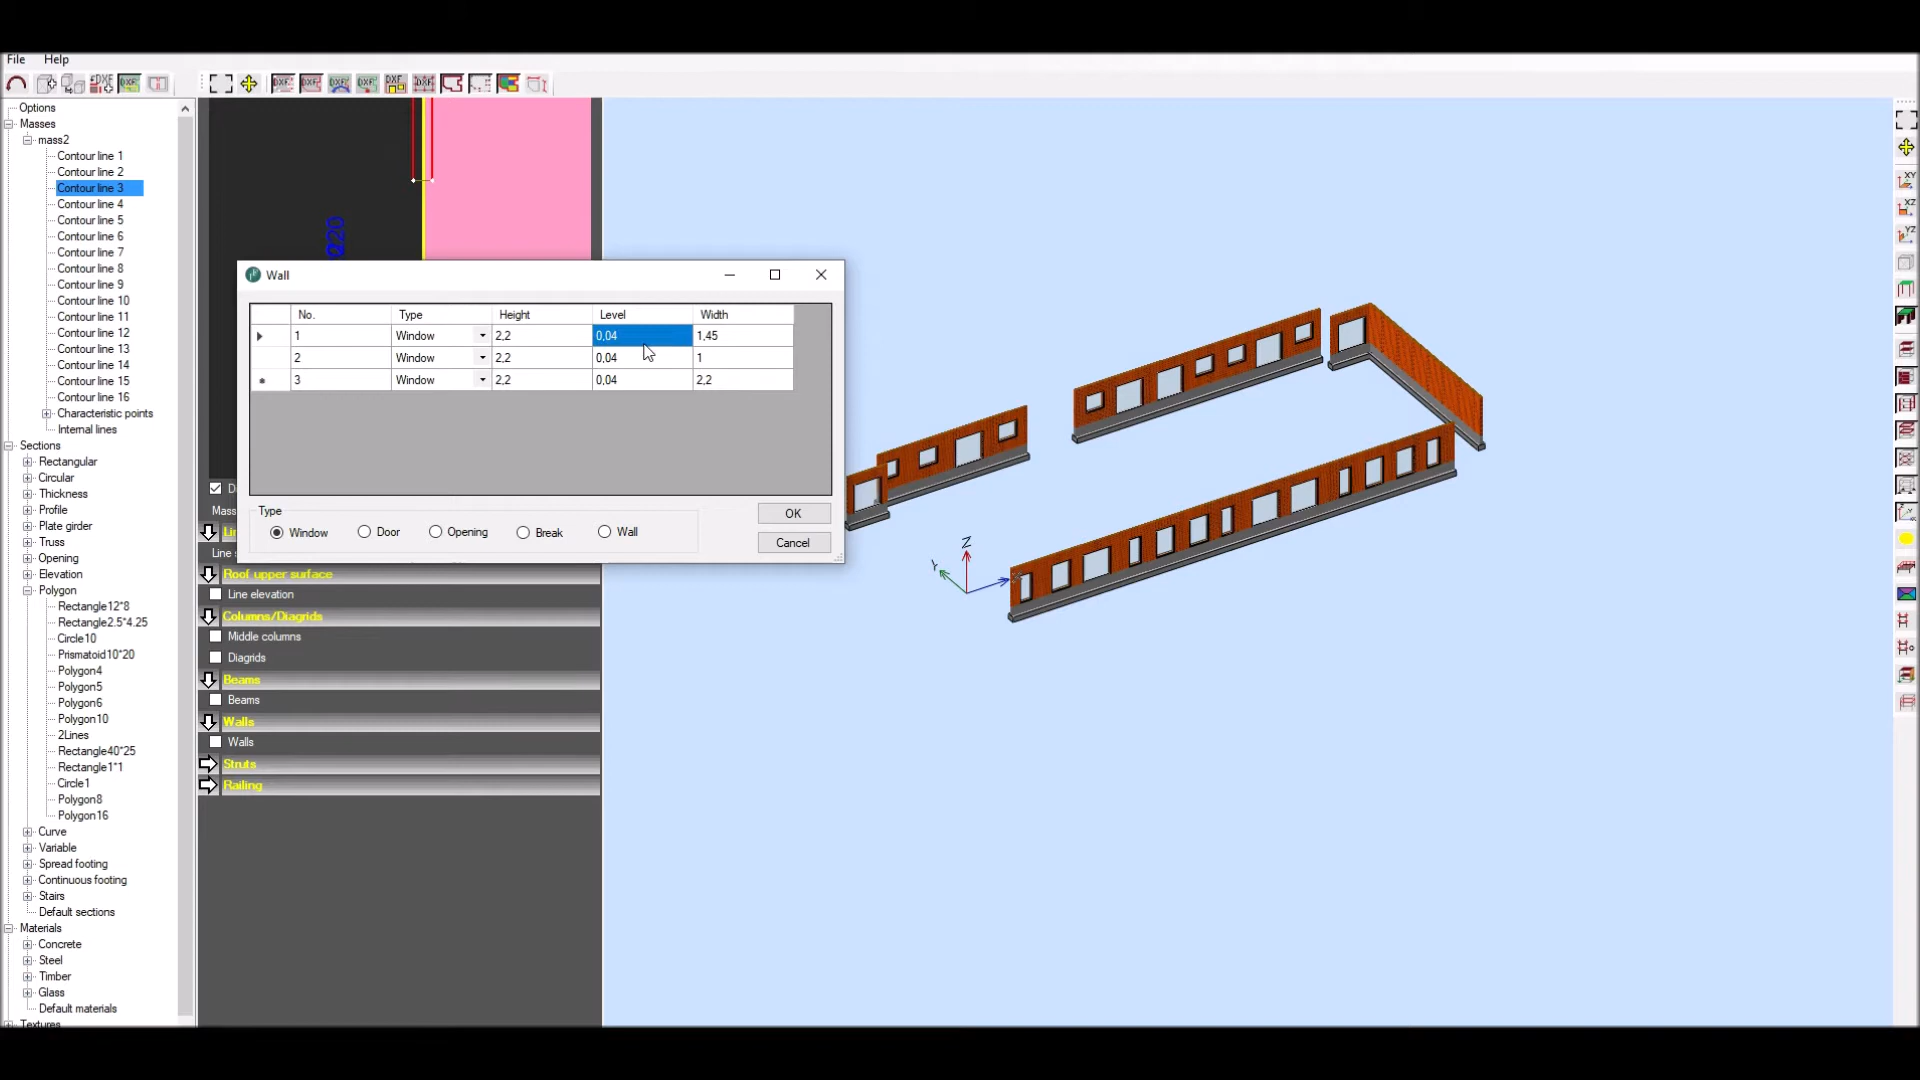 File Help
Options
Masses
mass2
Contour line 1
Contour line 2
Contour line 3
Contour line 4
Contour line 5
Contour line 6
Contour line 7
Contour line 8
Contour line 9
Contour line 10
Contour line 11
Contour line 12
Contour line 13
Contour line 14
Contour line 15
Contour line 16
Characteristic points
Internal lines
Sections
Rectangular
Circular
Thickness
Profile
Plate girder
Truss
Opening
Elevation
Polygon
Rectangle12*8
Rectangle2.5*4.25
Circle10
Prismatoid10*20
Polygon4
Polygon5
Polygon6
Polygon10
2Lines
Rectangle40*25
Rectangle1*1
Circle1
Polygon8
Polygon16
Curve
Variable
Spread footing
Continuous footing
Stairs
Default sections
Materials
Concrete
Steel
Timber
Glass
Default materials
Textures
Wall
No. Type Height Level Width
1 Window 2,2 0,04 1,45
2 Window 2,2 0,04 1
3 Window 2,2 0,04 2,2
Type
Window Door Opening Break Wall
OK
Cancel
D
Mass
Li
Line s
Roof upper surface
Line elevation
Columns/Diagrids
Middle columns
Diagrids
Beams
Beams
Walls
Walls
Struts
Railing
Z
Y
XY
XZ
YZ